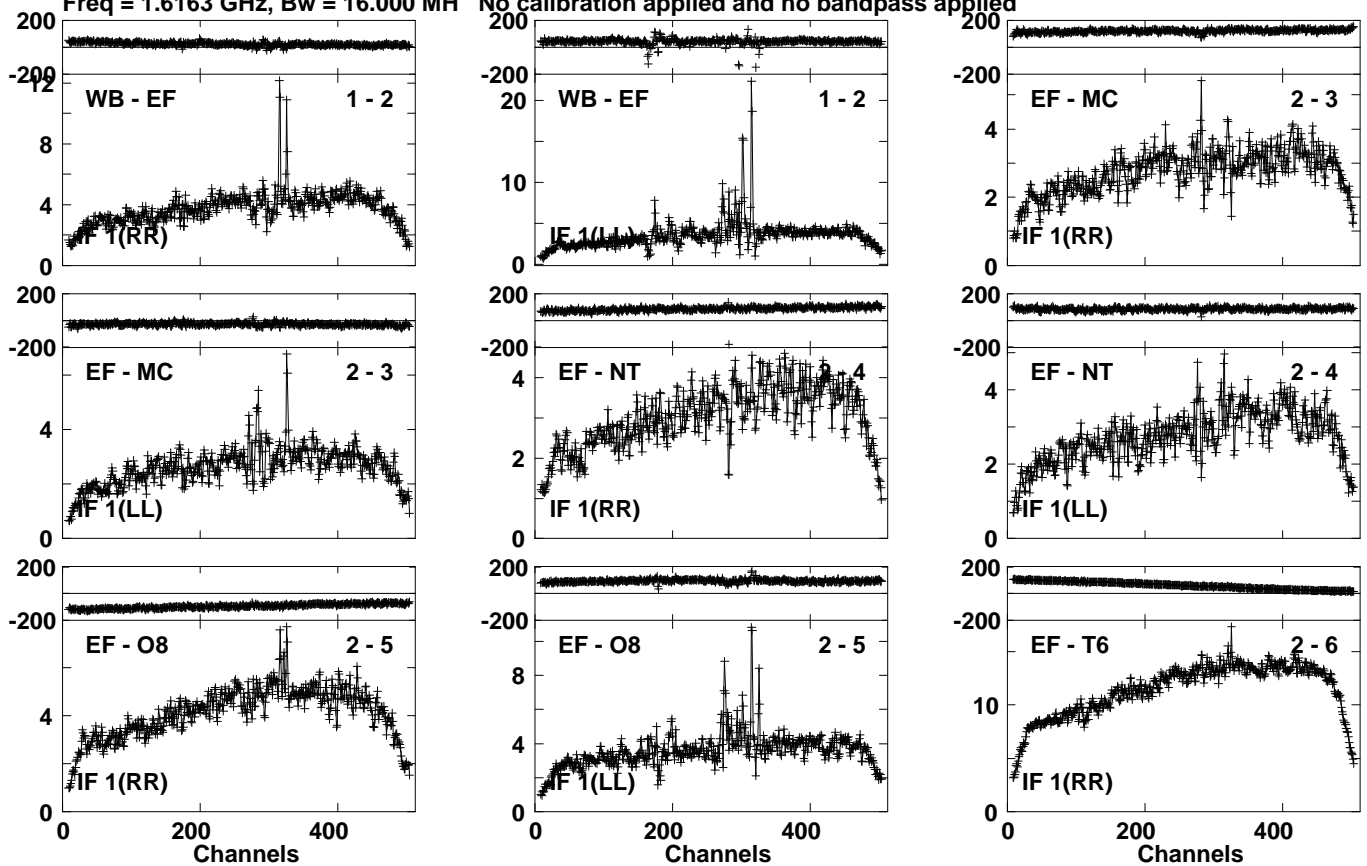 Freq = 1.6163 GHz, Bw = 16.000 MH No calibration applied and no bandpass applied
200 200 200
-200 -200 -200
12
WB - EF 1 - 2
WB - EF 1 - 2
EF - MC 2 - 3
8
4
0
IF 1(RR)
20
10
0
IF 1(LL)
4
2
0
IF 1(RR)
200 200 200
-200 -200 -200
EF - MC 2 - 3
EF - NT 2 - 4
EF - NT 2 - 4
4
0
IF 1(LL)
4
2
0
IF 1(RR)
4
2
0
IF 1(LL)
200 200 200
-200 -200 -200
EF - O8 2 - 5
EF - O8 2 - 5
EF - T6 2 - 6
4
0
IF 1(RR)
8
4
0
IF 1(LL)
10
0
IF 1(RR)
0 200 400 0 200 400 0 200 400
Channels Channels Channels